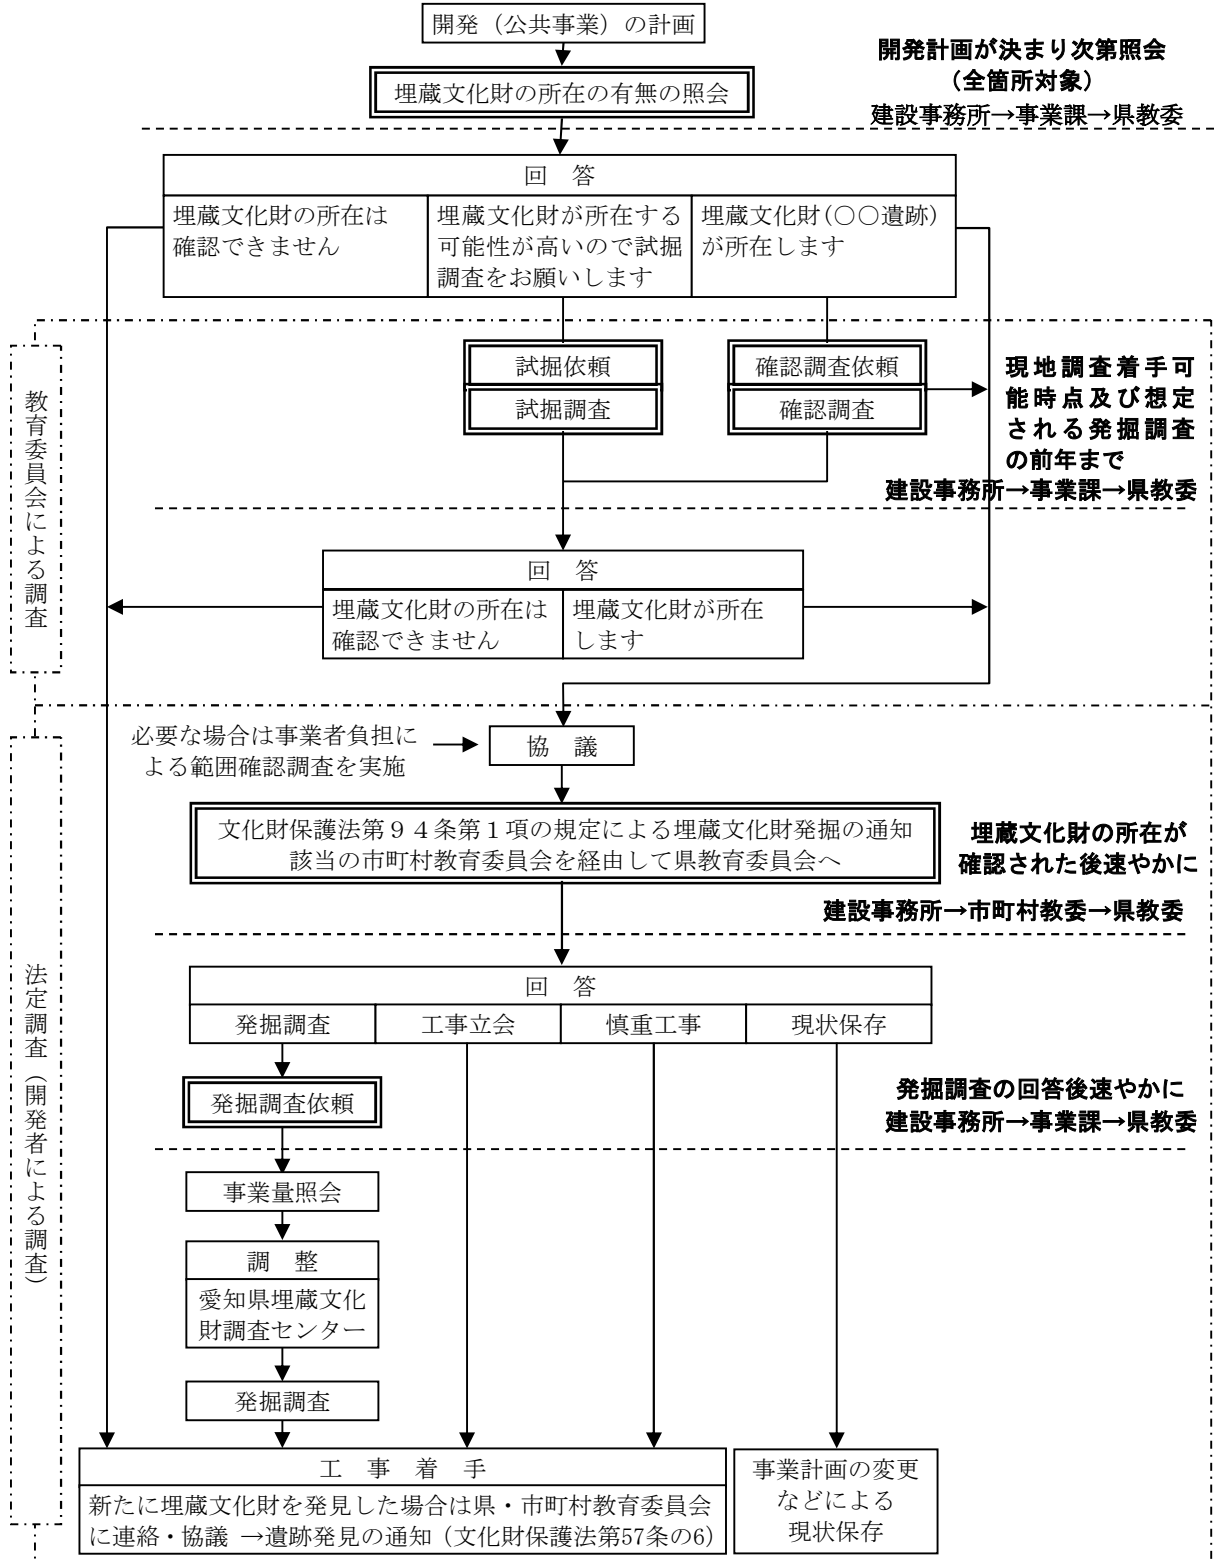 開発（公共事業）の計画
開発計画が決まり次第照会
（全箇所対象）
建設事務所→事業課→県教委
埋蔵文化財の所在の有無の照会
回　答
埋蔵文化財の所在は
確認できません
埋蔵文化財が所在する
可能性が高いので試掘
調査をお願いします
埋蔵文化財(○○遺跡)
が所在します
教育委員会による調査
試掘依頼
試掘調査
確認調査依頼
確認調査
現地調査着手可
能時点及び想定
される発掘調査
の前年まで
建設事務所→事業課→県教委
回　答
埋蔵文化財の所在は
確認できません
埋蔵文化財が所在
します
必要な場合は事業者負担に
よる範囲確認調査を実施
協　議
文化財保護法第９４条第１項の規定による埋蔵文化財発掘の通知
該当の市町村教育委員会を経由して県教育委員会へ
埋蔵文化財の所在が
確認された後速やかに
建設事務所→市町村教委→県教委
法定調査（開発者による調査）
回　答
発掘調査
工事立会
慎重工事
現状保存
発掘調査依頼
発掘調査の回答後速やかに
建設事務所→事業課→県教委
事業量照会
調　整
愛知県埋蔵文化
財調査センター
発掘調査
工　事　着　手
新たに埋蔵文化財を発見した場合は県・市町村教育委員会
に連絡・協議 →遺跡発見の通知（文化財保護法第57条の6）
事業計画の変更
などによる
現状保存